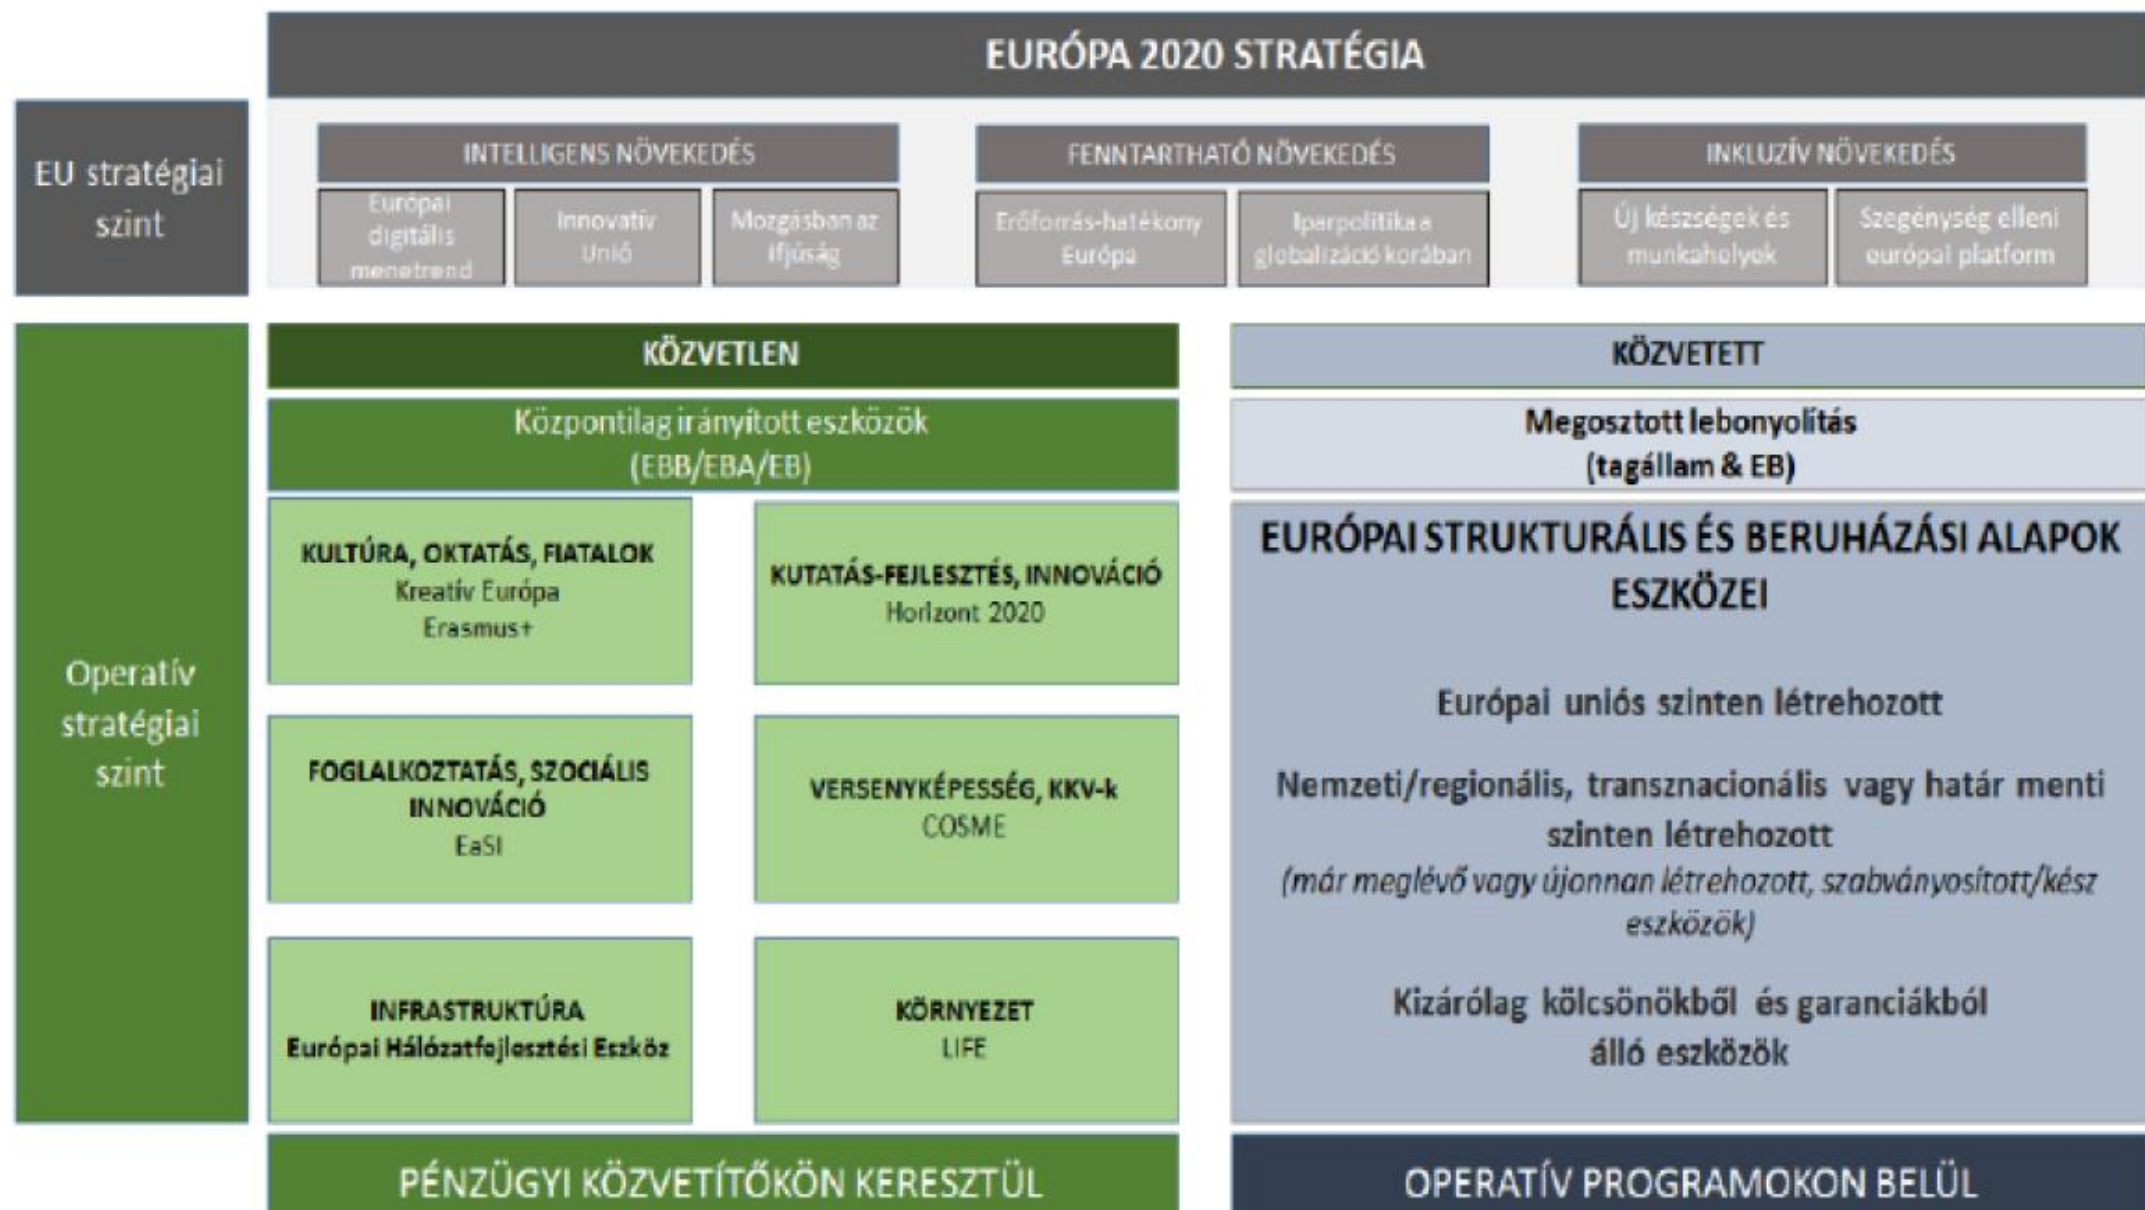 EURÓPA 2020 STRATÉGIA
EU stratégiai
szint
INTELLIGENS NÖVEKEDÉS
Európai
digitális
menetrend
Innovatív
Unió
Mozgásban az
ifjúság
FENNTARTHATÓ NÖVEKEDÉS
Erőforrás-hatékony
Európa
Iparpolitika a
globalizáció korában
INKLUZÍV NÖVEKEDÉS
Új készségek és
munkahelyek
Szegénység elleni
európai platform
Operatív
stratégiai
szint
KÖZVETLEN
Központilag irányított eszközök
(EBB/EBA/EB)
KULTÚRA, OKTATÁS, FIATALOK
Kreatív Európa
Erasmus+
KUTATÁS-FEJLESZTÉS, INNOVÁCIÓ
Horizont 2020
FOGLALKOZTATÁS, SZOCIÁLIS
INNOVÁCIÓ
EaSI
VERSENYKÉPESSÉG, KKV-k
COSME
INFRASTRUKTÚRA
Európai Hálózatfejlesztési Eszköz
KÖRNYEZET
LIFE
PÉNZÜGYI KÖZVETÍTŐKÖN KERESZTÜL
KÖZVETETT
Megosztott lebonyolítás
(tagállam & EB)
EURÓPAI STRUKTURÁLIS ÉS BERUHÁZÁSI ALAPOK
ESZKÖZEI
Európai uniós szinten létrehozott
Nemzeti/regionális, transznacionális vagy határ menti
szinten létrehozott
(már meglévő vagy újonnan létrehozott, szabványosított/kész
eszközök)
Kizárólag kölcsönökből és garanciákból
álló eszközök
OPERATÍV PROGRAMOKON BELÜL